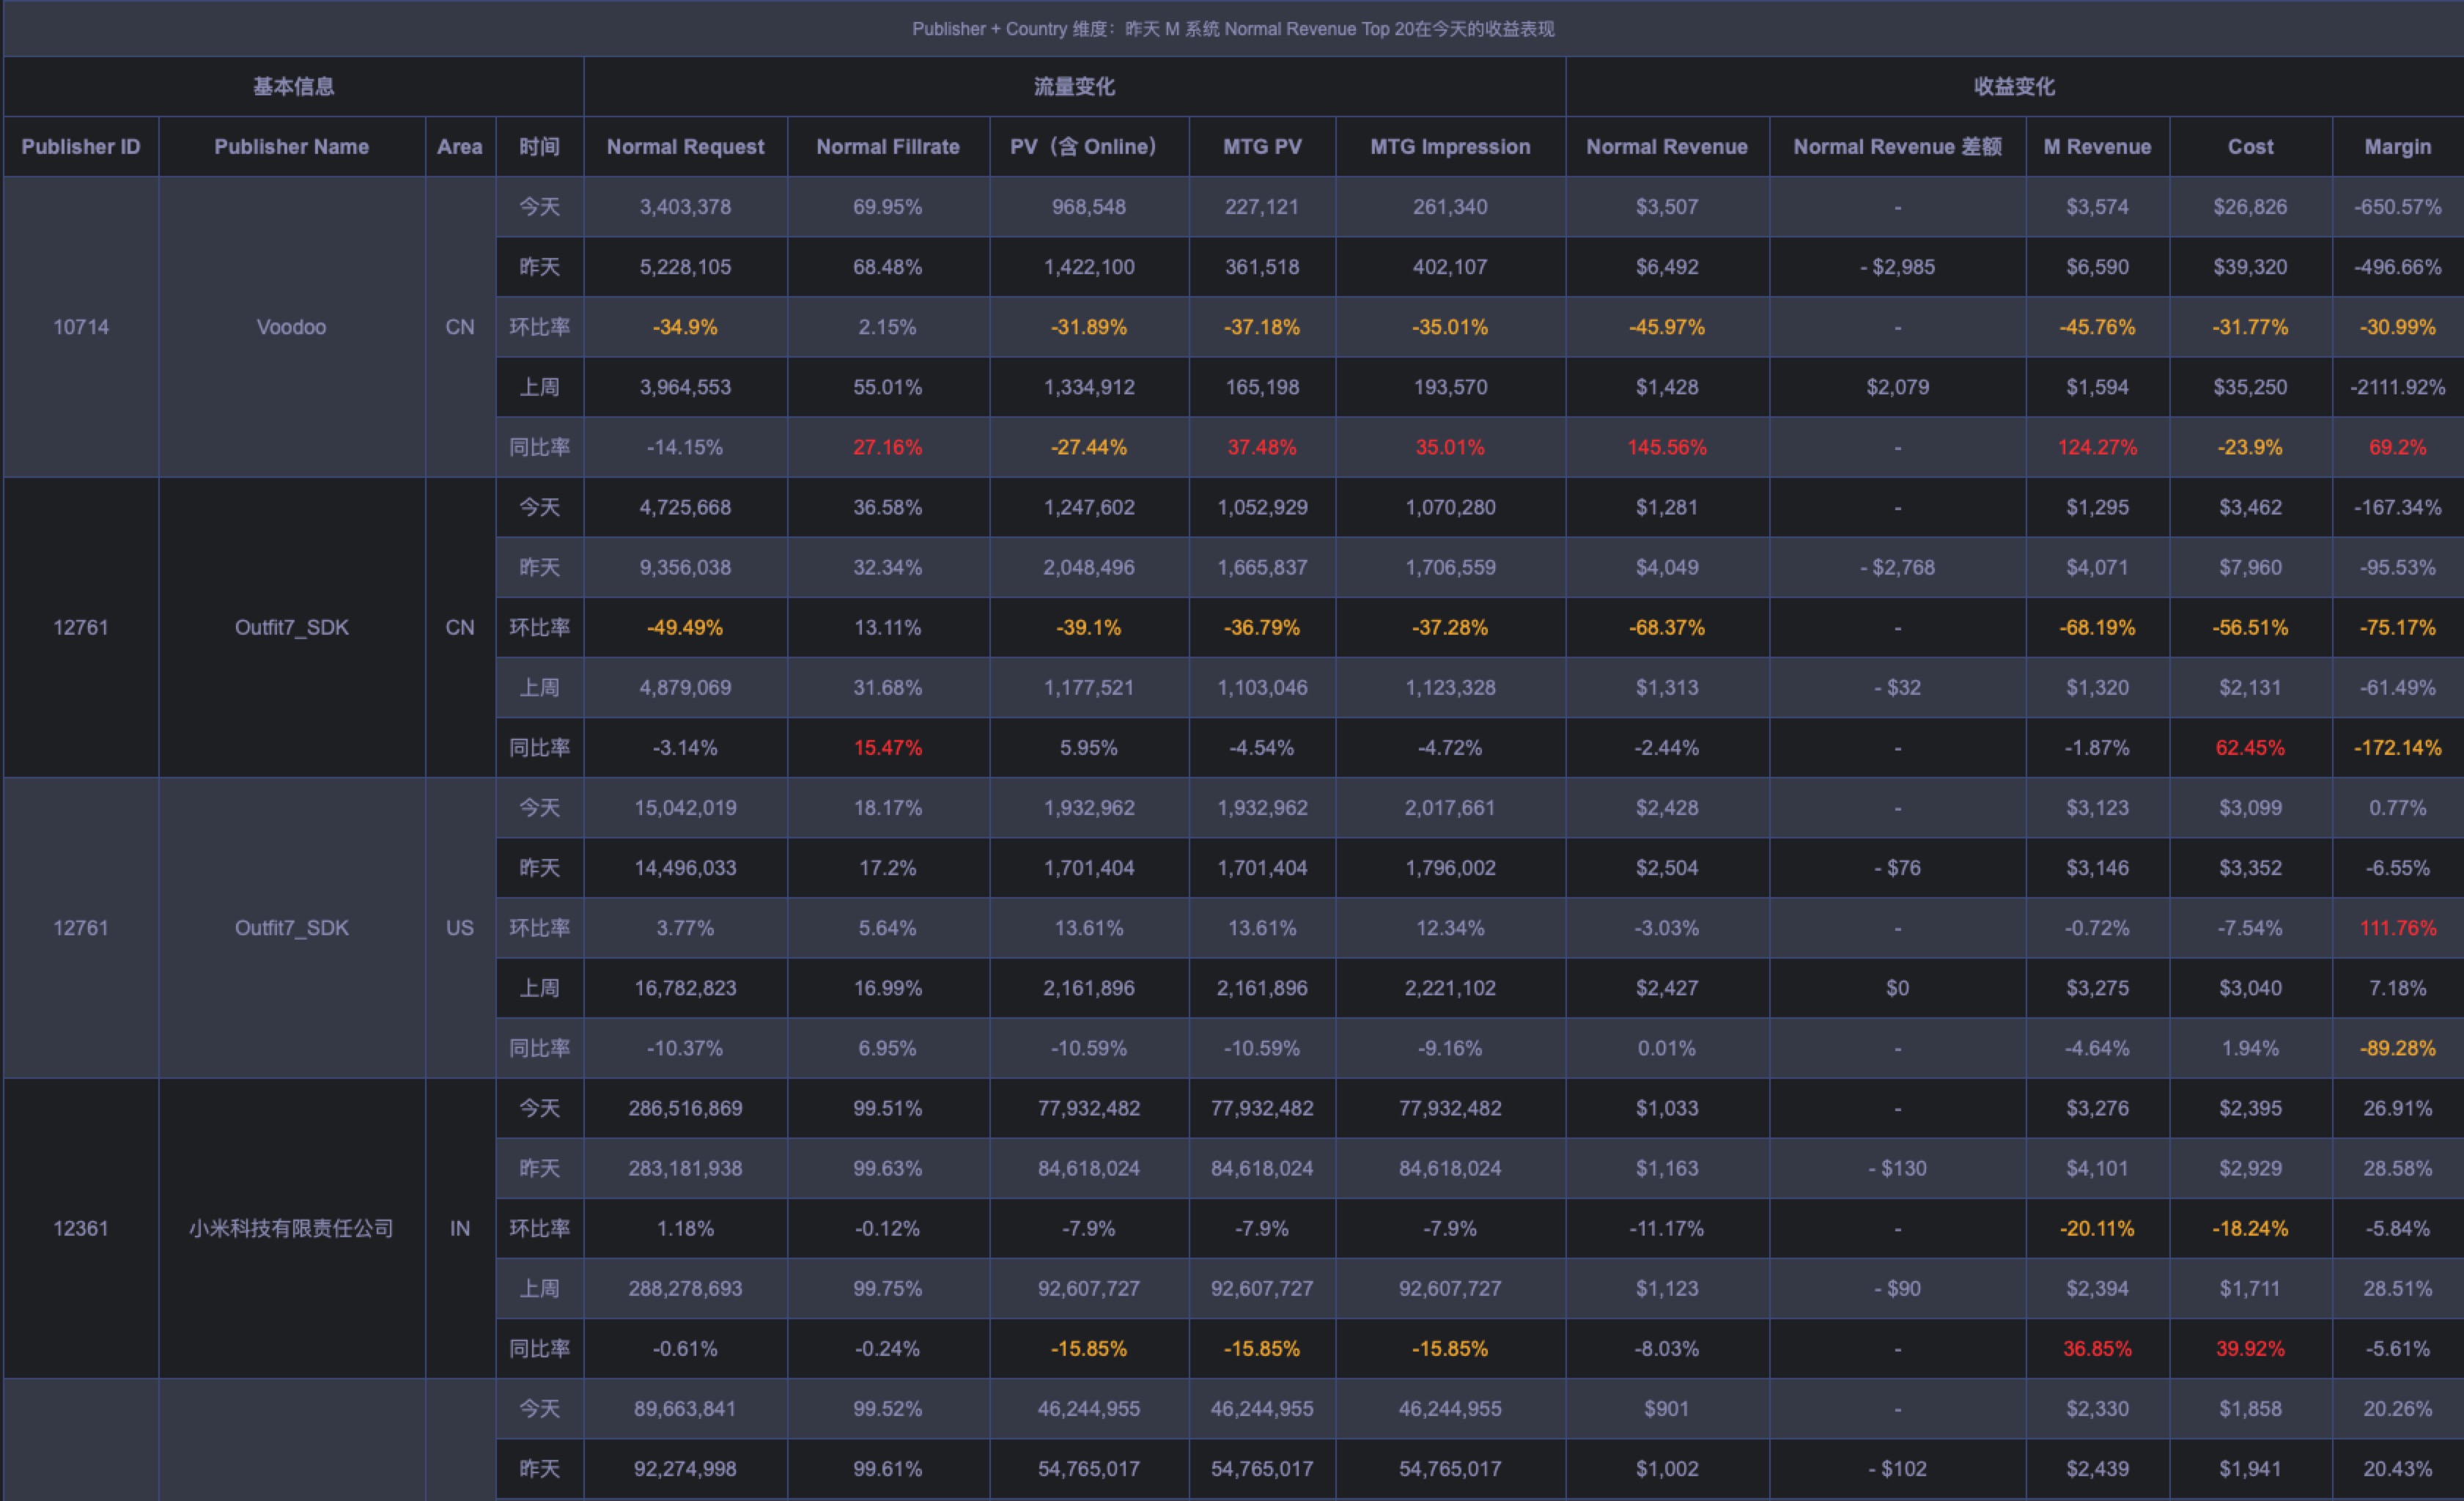 Publisher + Country 维度：昨天 M 系统 Normal Revenue Top 20在今天的收益表现
基本信息 流量变化 收益变化
Publisher ID Publisher Name Area 时间 Normal Request Normal Fillrate PV（含 Online） MTG PV MTG Impression Normal Revenue Normal Revenue 差额 M Revenue Cost Margin
今天 3,403,378 69.95% 968,548 227,121 261,340 $3,507 - $3,574 $26,826 -650.57%
昨天 5,228,105 68.48% 1,422,100 361,518 402,107 $6,492 - $2,985 $6,590 $39,320 -496.66%
10714 Voodoo CN 环比率 -34.9% 2.15% -31.89% -37.18% -35.01% -45.97% - -45.76% -31.77% -30.99%
上周 3,964,553 55.01% 1,334,912 165,198 193,570 $1,428 $2,079 $1,594 $35,250 -2111.92%
同比率 -14.15% 27.16% -27.44% 37.48% 35.01% 145.56% - 124.27% -23.9% 69.2%
今天 4,725,668 36.58% 1,247,602 1,052,929 1,070,280 $1,281 - $1,295 $3,462 -167.34%
昨天 9,356,038 32.34% 2,048,496 1,665,837 1,706,559 $4,049 - $2,768 $4,071 $7,960 -95.53%
12761 Outfit7_SDK CN 环比率 -49.49% 13.11% -39.1% -36.79% -37.28% -68.37% - -68.19% -56.51% -75.17%
上周 4,879,069 31.68% 1,177,521 1,103,046 1,123,328 $1,313 - $32 $1,320 $2,131 -61.49%
同比率 -3.14% 15.47% 5.95% -4.54% -4.72% -2.44% - -1.87% 62.45% -172.14%
今天 15,042,019 18.17% 1,932,962 1,932,962 2,017,661 $2,428 - $3,123 $3,099 0.77%
昨天 14,496,033 17.2% 1,701,404 1,701,404 1,796,002 $2,504 - $76 $3,146 $3,352 -6.55%
12761 Outfit7_SDK US 环比率 3.77% 5.64% 13.61% 13.61% 12.34% -3.03% - -0.72% -7.54% 111.76%
上周 16,782,823 16.99% 2,161,896 2,161,896 2,221,102 $2,427 $0 $3,275 $3,040 7.18%
同比率 -10.37% 6.95% -10.59% -10.59% -9.16% 0.01% - -4.64% 1.94% -89.28%
今天 286,516,869 99.51% 77,932,482 77,932,482 77,932,482 $1,033 - $3,276 $2,395 26.91%
昨天 283,181,938 99.63% 84,618,024 84,618,024 84,618,024 $1,163 - $130 $4,101 $2,929 28.58%
12361 小米科技有限责任公司 IN 环比率 1.18% -0.12% -7.9% -7.9% -7.9% -11.17% - -20.11% -18.24% -5.84%
上周 288,278,693 99.75% 92,607,727 92,607,727 92,607,727 $1,123 - $90 $2,394 $1,711 28.51%
同比率 -0.61% -0.24% -15.85% -15.85% -15.85% -8.03% - 36.85% 39.92% -5.61%
今天 89,663,841 99.52% 46,244,955 46,244,955 46,244,955 $901 - $2,330 $1,858 20.26%
昨天 92,274,998 99.61% 54,765,017 54,765,017 54,765,017 $1,002 - $102 $2,439 $1,941 20.43%